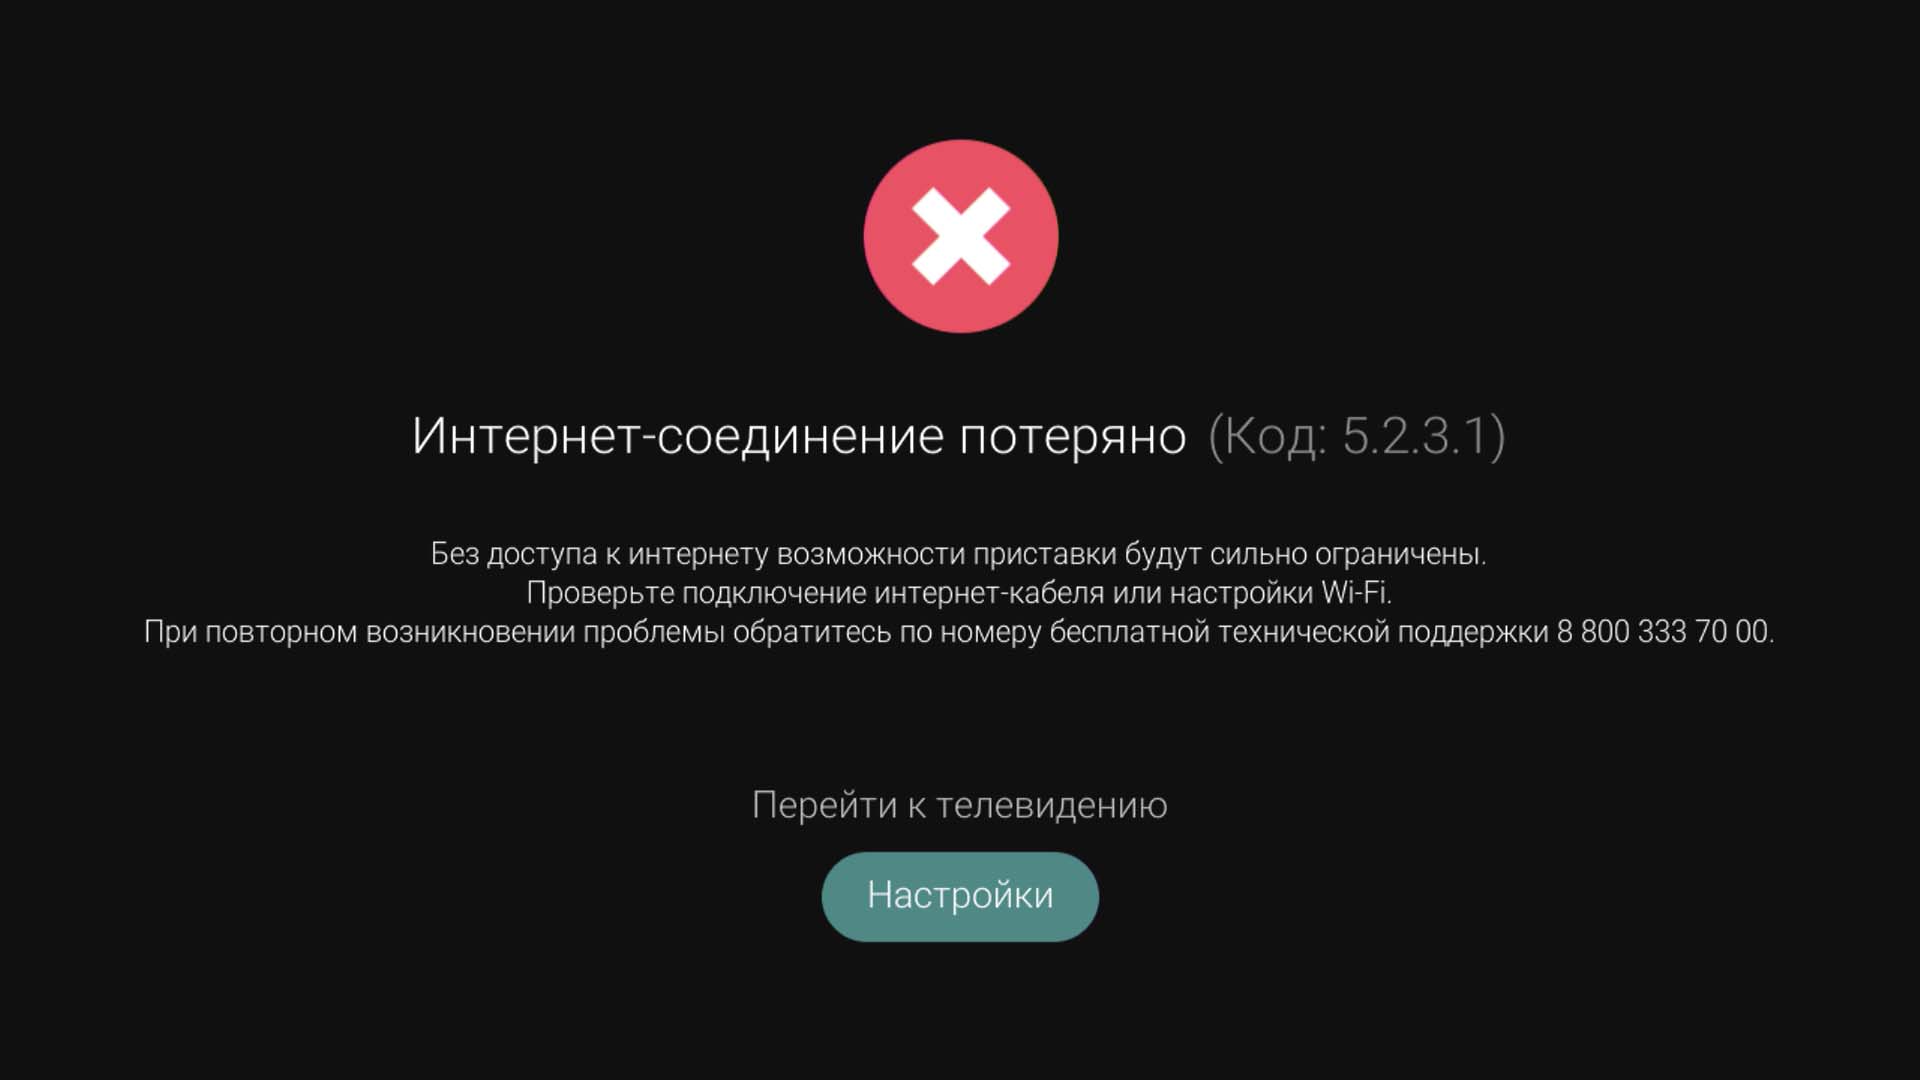 Интернет-соединение потеряно (Код: 5.2.3.1)
Без доступа к интернету возможности приставки будут сильно ограничены.
Проверьте подключение интернет-кабеля или настройки Wi-Fi.
При повторном возникновении проблемы обратитесь по номеру бесплатной технической поддержки 8 800 333 70 00.
Перейти к телевидению
Настройки